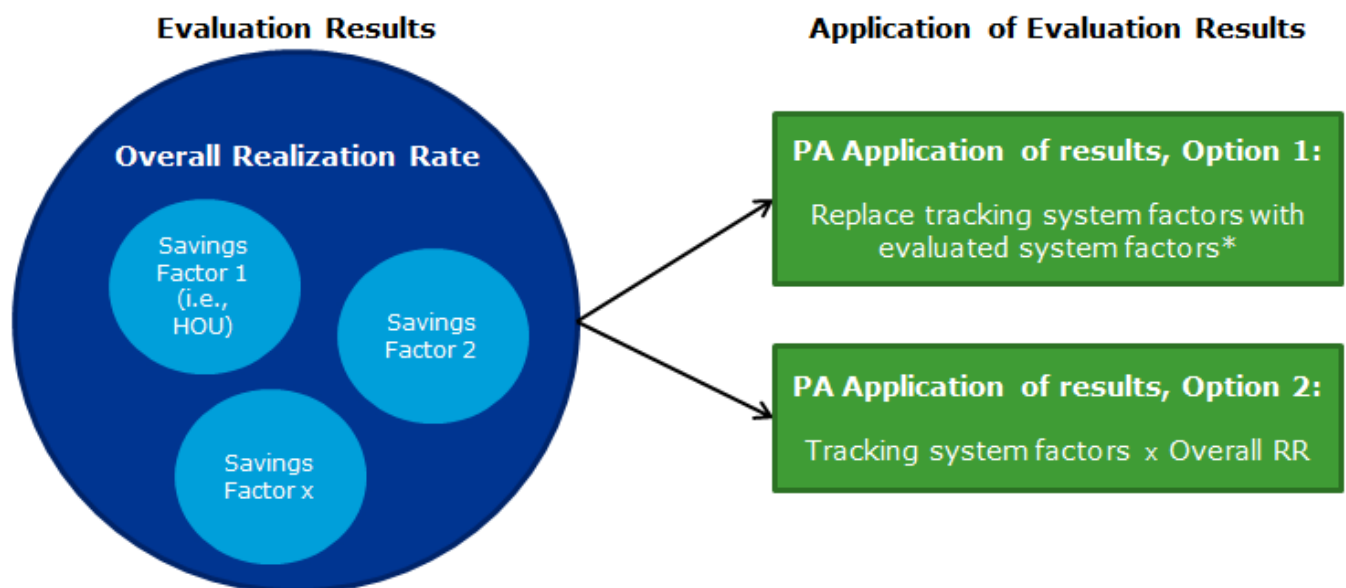 Evaluation Results
Application of Evaluation Results
Overall Realization Rate
Savings
Factor 1
(i.e.,
HOU)
Savings
Factor 2
Savings
Factor x
PA Application of results, Option 1:
Replace tracking system factors with
evaluated system factors*
PA Application of results, Option 2:
Tracking system factors x Overall RR